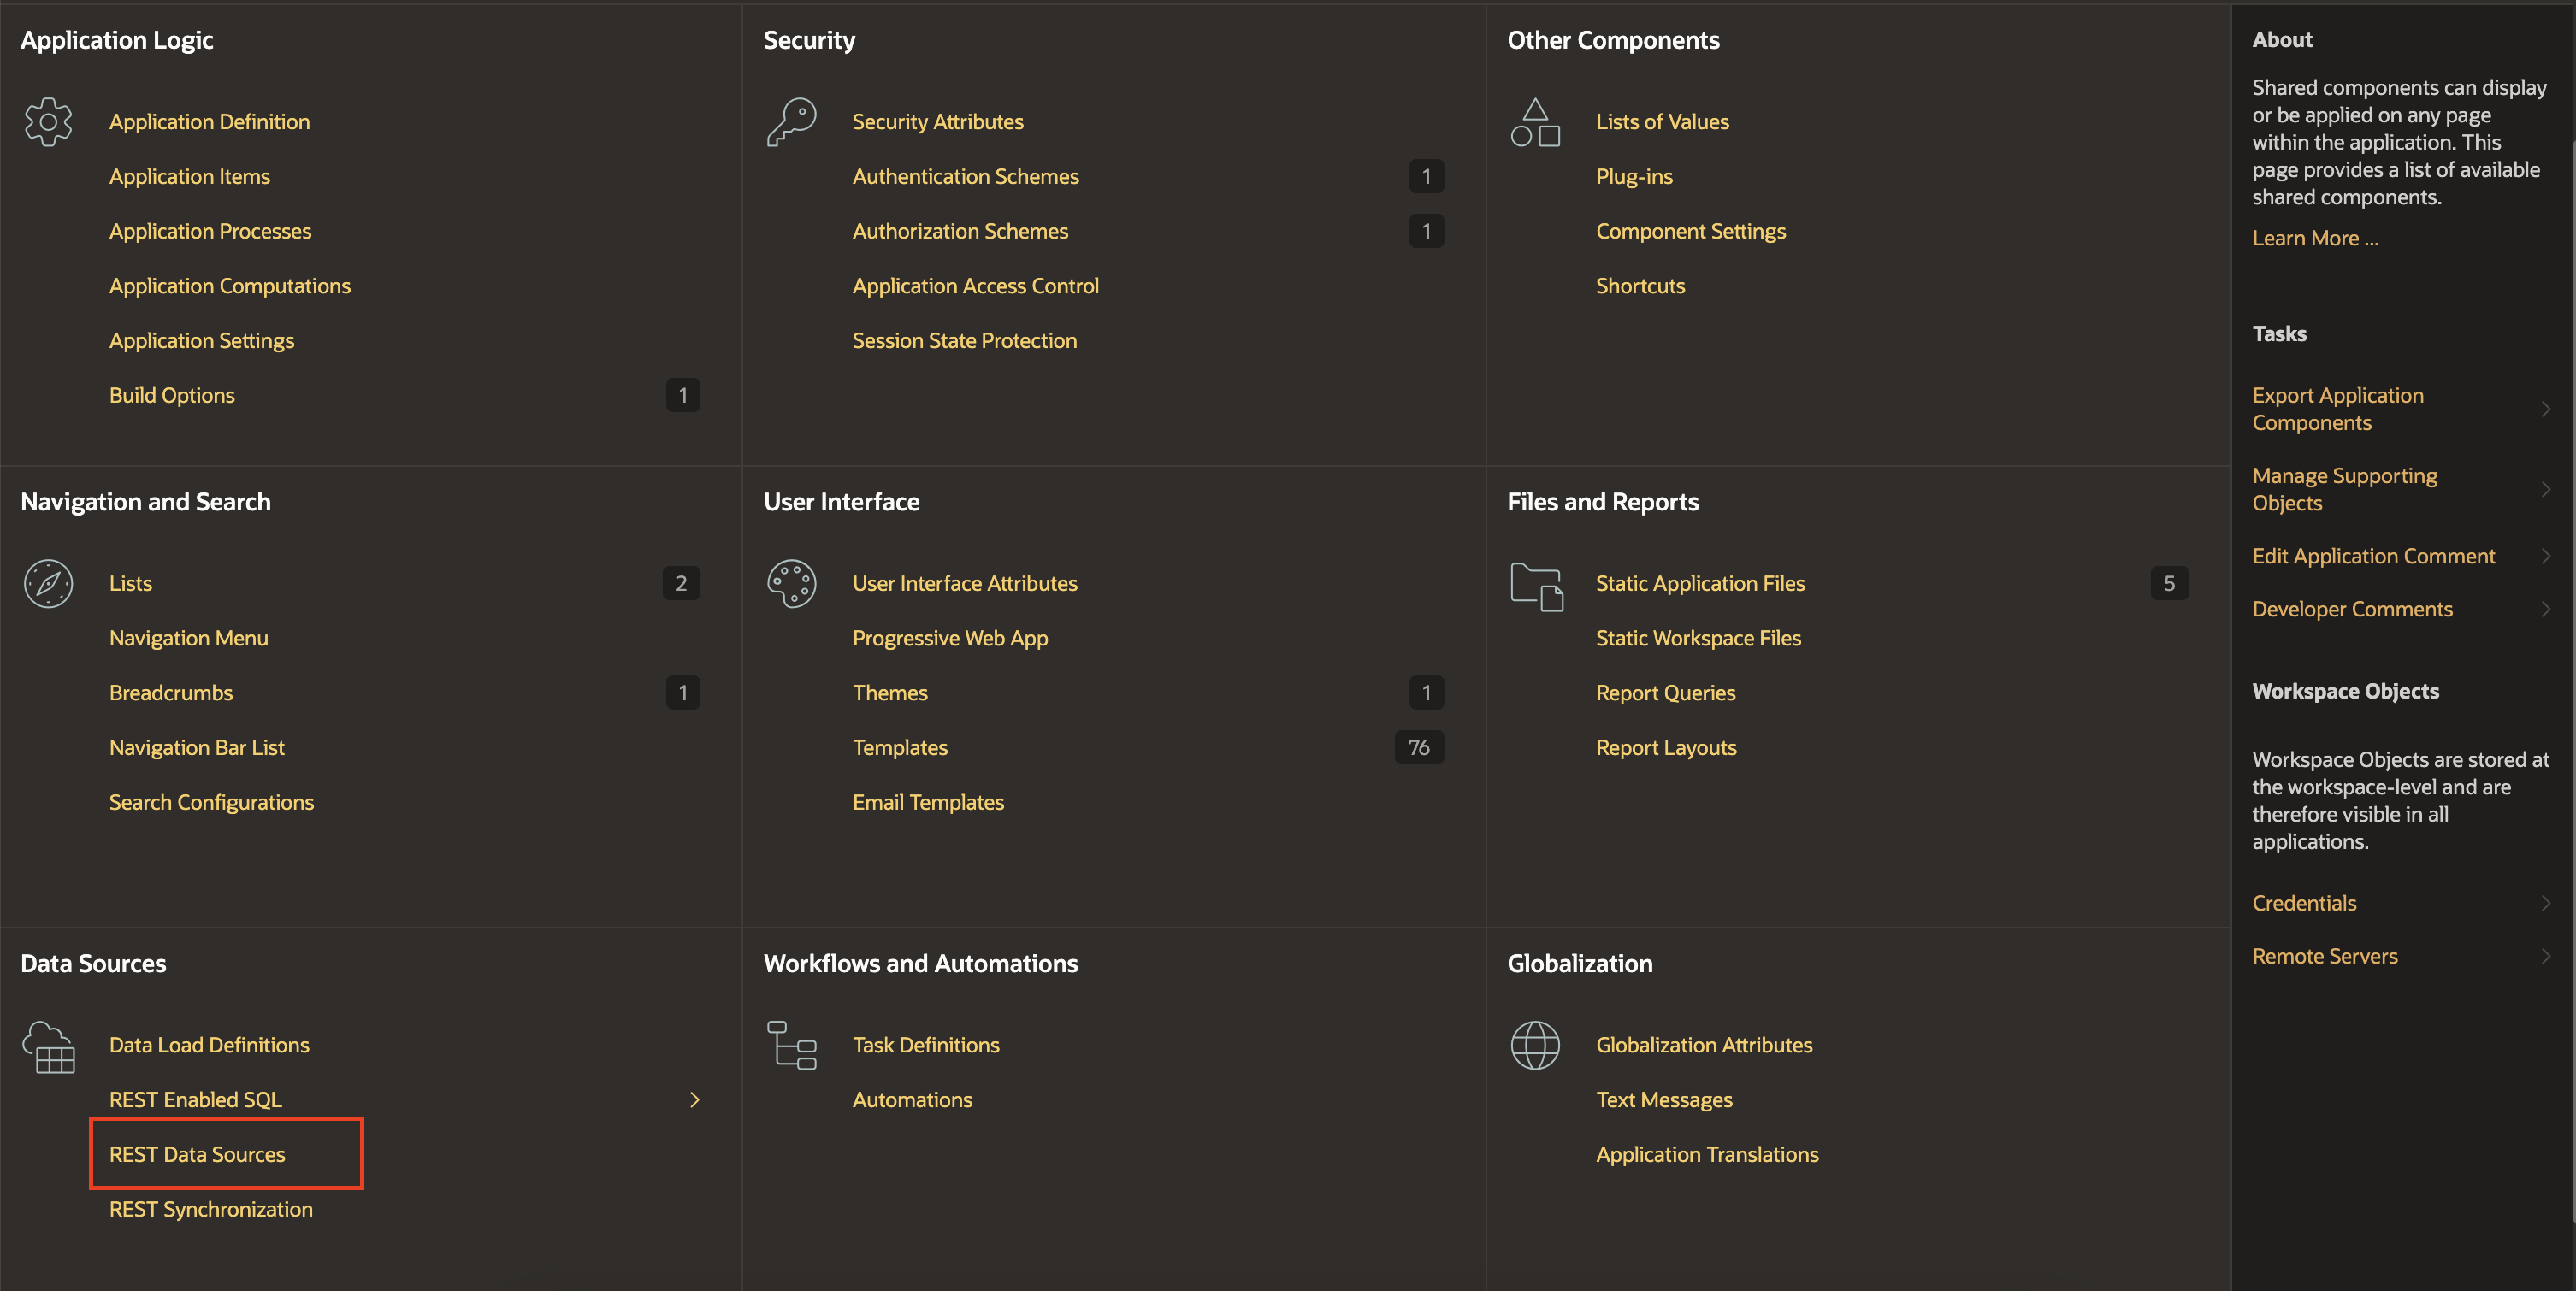 Application Logic
Application Definition
Application Items
Application Processes
Application Computations
Application Settings
Build Options 1
Security
Security Attributes
Authentication Schemes 1
Authorization Schemes 1
Application Access Control
Session State Protection
Other Components
Lists of Values
Plug-ins
Component Settings
Shortcuts
Navigation and Search
Lists 2
Navigation Menu
Breadcrumbs 1
Navigation Bar List
Search Configurations
User Interface
User Interface Attributes
Progressive Web App
Themes 1
Templates 76
Email Templates
Files and Reports
Static Application Files 5
Static Workspace Files
Report Queries
Report Layouts
Data Sources
Data Load Definitions
REST Enabled SQL
REST Data Sources
REST Synchronization
Workflows and Automations
Task Definitions
Automations
Globalization
Globalization Attributes
Text Messages
Application Translations
About
Shared components can display
or be applied on any page
within the application. This
page provides a list of available
shared components.
Learn More ...
Tasks
Export Application
Components
Manage Supporting
Objects
Edit Application Comment
Developer Comments
Workspace Objects
Workspace Objects are stored at
the workspace-level and are
therefore visible in all
applications.
Credentials
Remote Servers